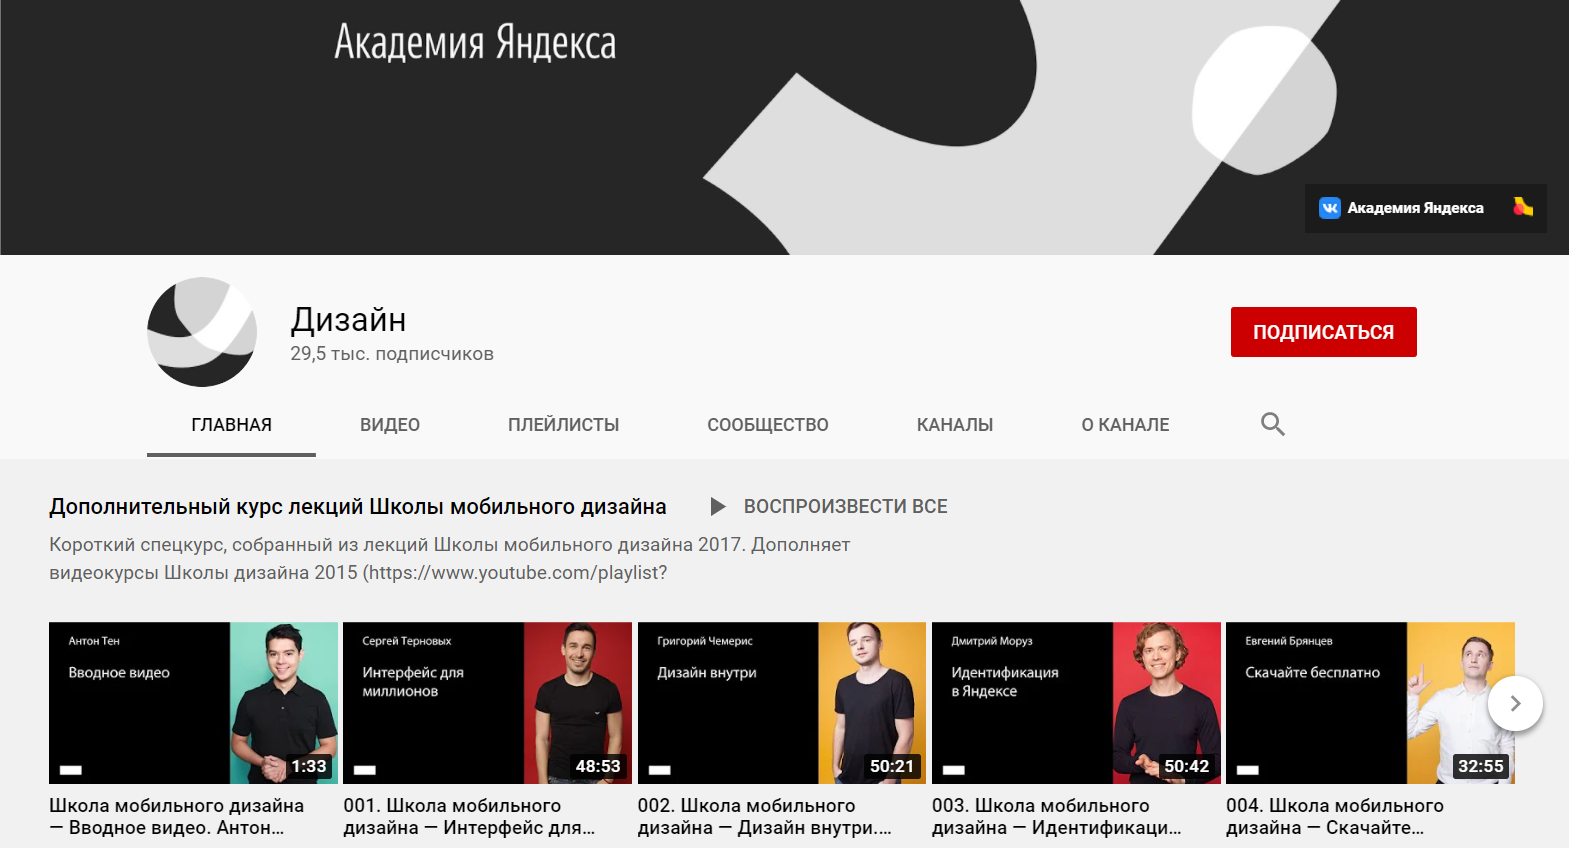 Академия Яндекса
Академия Яндекса
Дизайн
29,5 тыс. подписчиков
ПОДПИСАТЬСЯ
ГЛАВНАЯ
ВИДЕО
ПЛЕЙЛИСТЫ
СООБЩЕСТВО
КАНАЛЫ
О КАНАЛЕ
Дополнительный курс лекций Школы мобильного дизайна
ВОСПРОИЗВЕСТИ ВСЕ
Короткий спецкурс, собранный из лекций Школы мобильного дизайна 2017. Дополняет
видеокурсы Школы дизайна 2015 (https://www.youtube.com/playlist?
Антон Тен
Вводное видео
1:33
Школа мобильного дизайна
— Вводное видео. Антон...
Сергей Терновых
Интерфейс для
миллионов
48:53
001. Школа мобильного
дизайна — Интерфейс для...
Григорий Чемерис
Дизайн внутри
50:21
002. Школа мобильного
дизайна — Дизайн внутри....
Дмитрий Моруз
Идентификация
в Яндексе
50:42
003. Школа мобильного
дизайна — Идентификаци...
Евгений Брянцев
Скачайте бесплатно
32:55
004. Школа мобильного
дизайна — Скачайте...